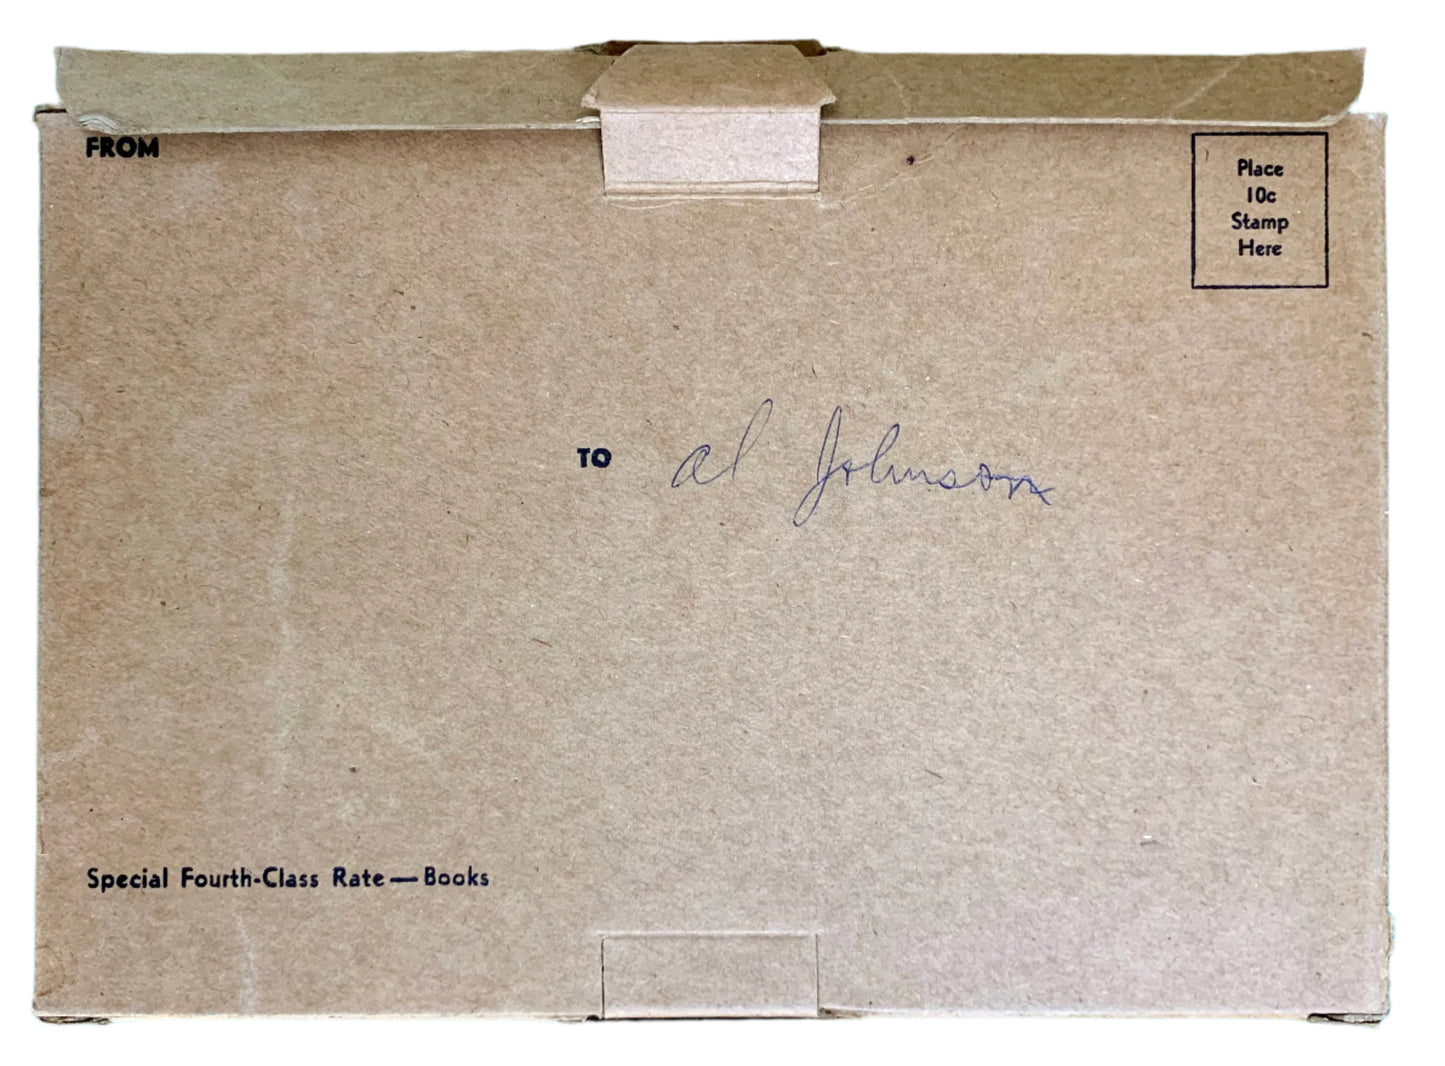 FROM
Place
10c
Stamp
Here
TO Al Johnson
Special Fourth-Class Rate—Books